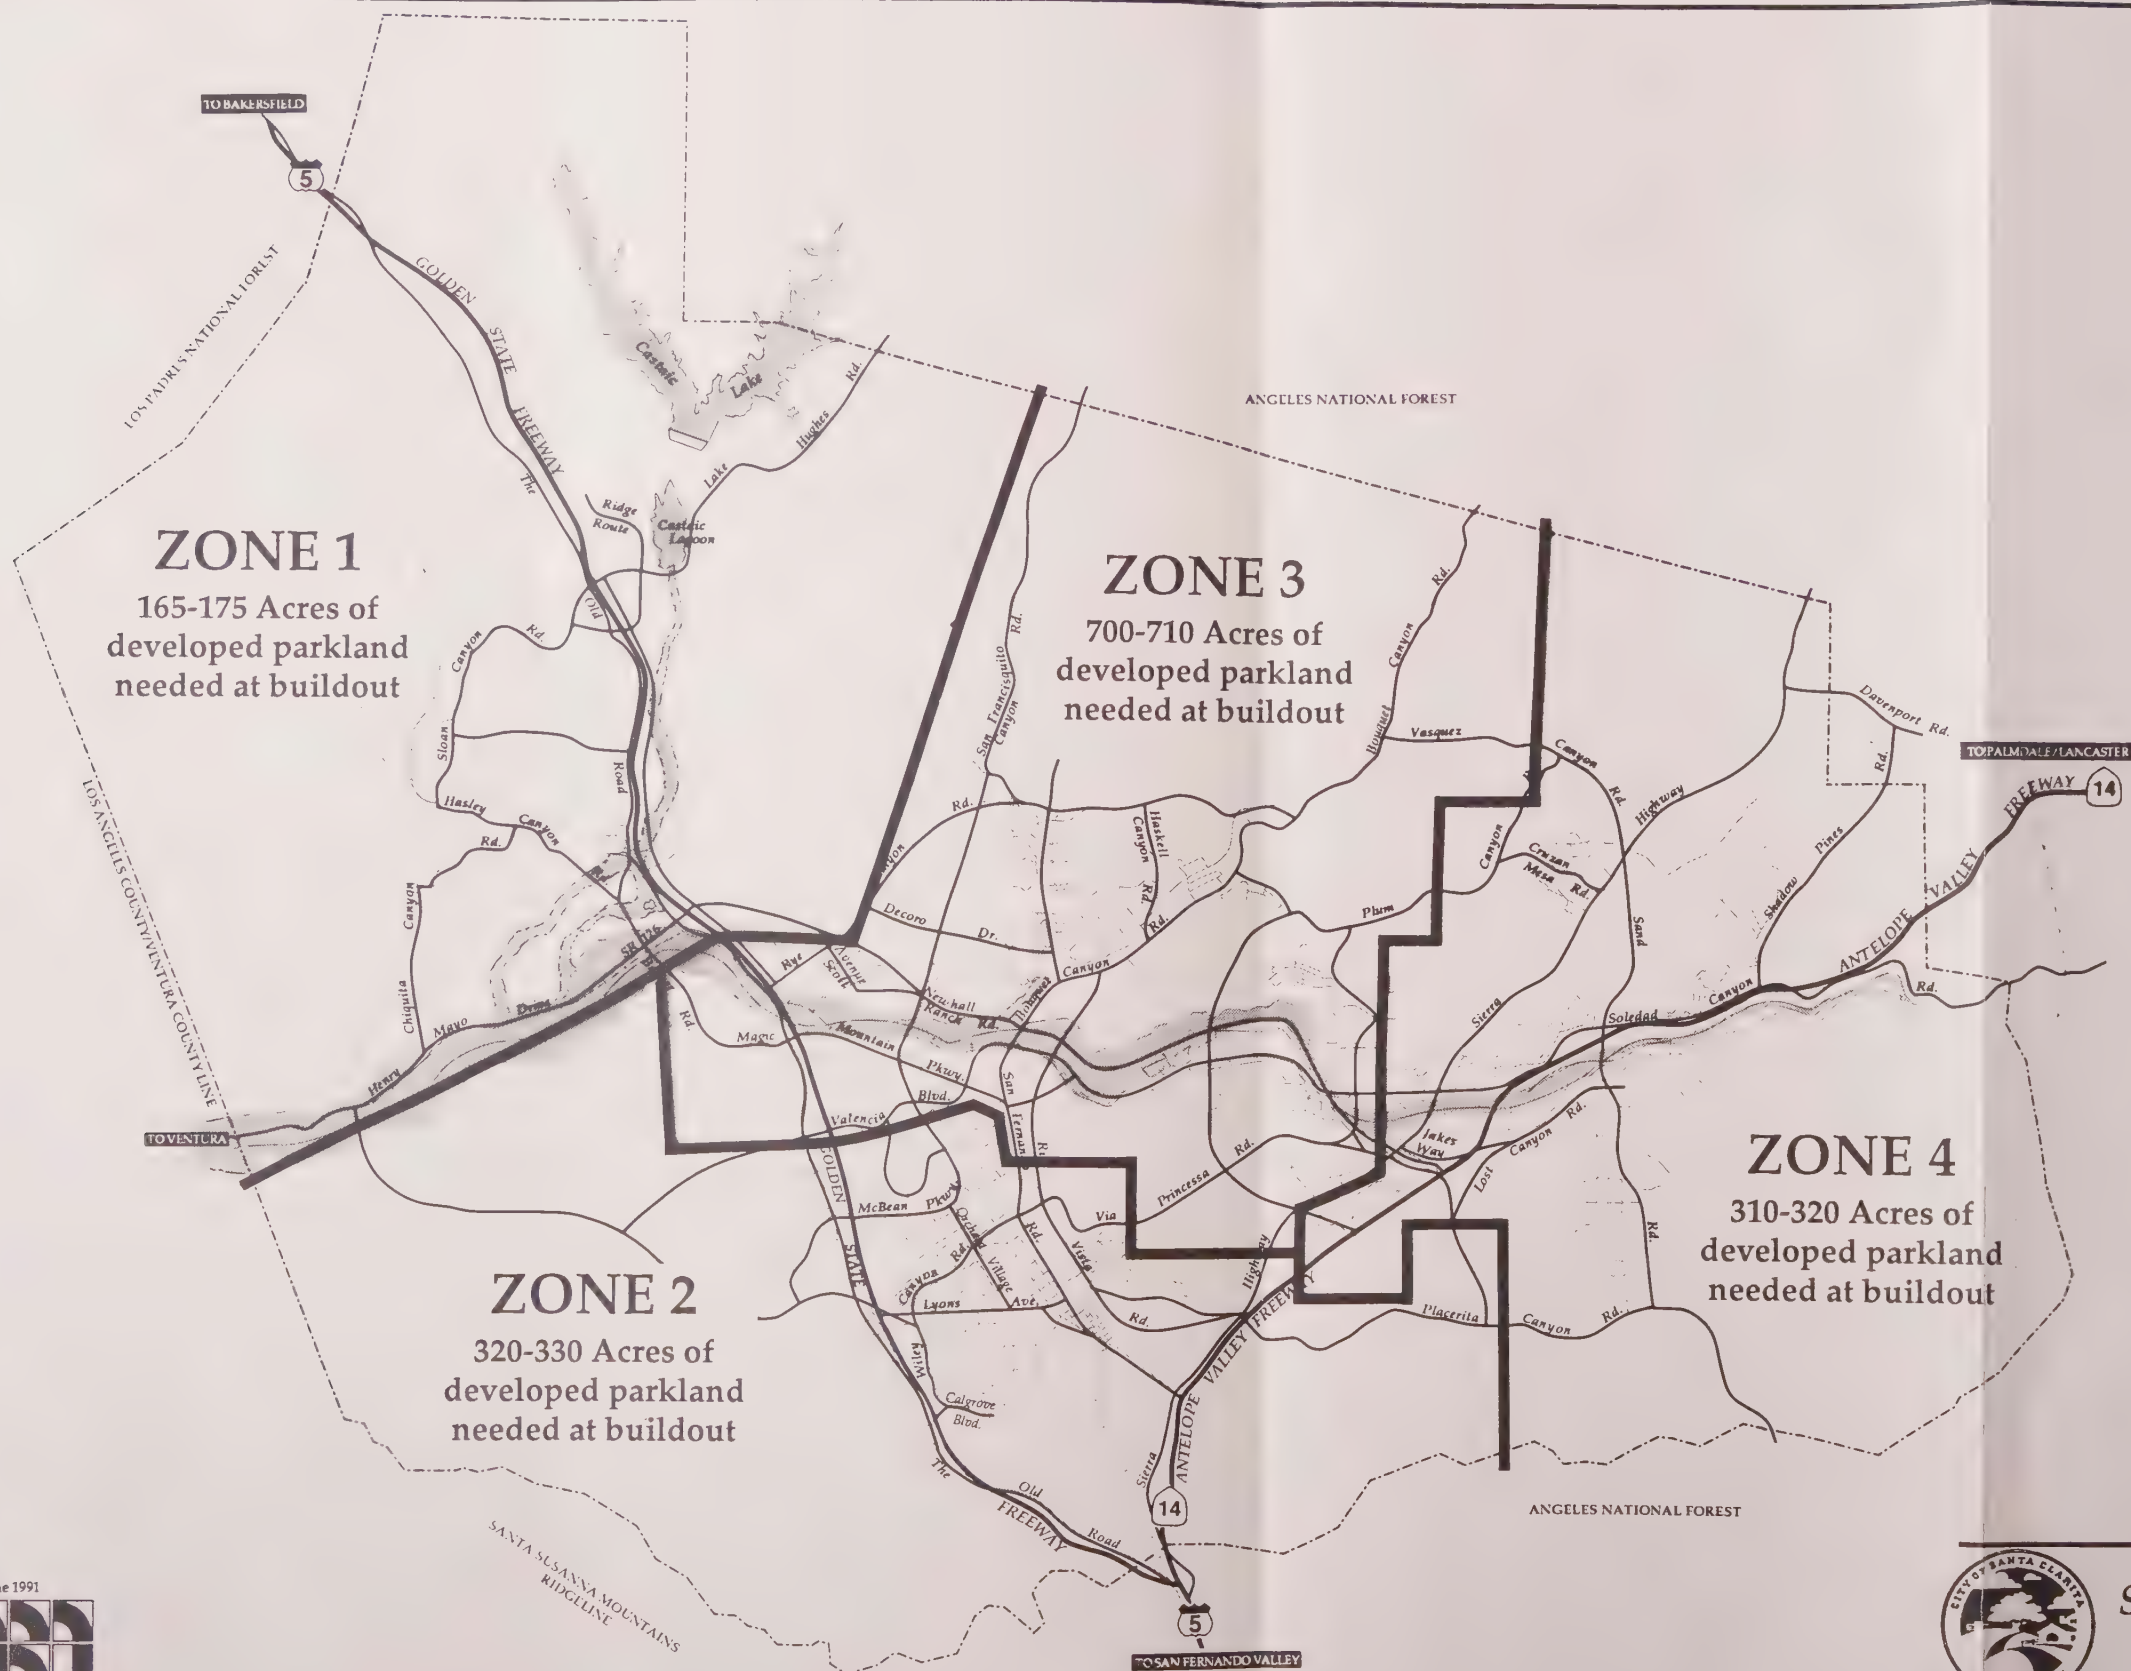 TO BAKERSFIELD
5
GOLDEN
STATE
FREEWAY
The
LOS PADRES NATIONAL FOREST
Castaic
Lake
Lake
Hughes
Rd.
ANGELES NATIONAL FOREST
Ridge
Route
Castaic
Lagoon
ZONE 1
165-175 Acres of
developed parkland
needed at buildout
ZONE 3
700-710 Acres of
developed parkland
needed at buildout
Old
Road
Canyon
Rd.
Sloan
Hasley
Canyon
Rd.
Rd.
Chiquita
Canyon
San Francisquito
Canyon
Rd.
Bouquet
Canyon
Rd.
Vasquez
Canyon
Rd.
Davenport
Rd.
TO PALMDALE/LANCASTER
14
FREEWAY
VALLEY
ANTELOPE
Highway
Sierra
Pines
Rd.
Shadow
Rd.
Haskell
Canyon
Rd.
Canyon
Cruzan
Mesa
Rd.
Plum
Sand
Decoro
Dr.
Canyon
Rd.
Bouquet
SR 126
Rye
Avenue
Scott
Newhall
Ranch
Rd.
Canyon
Soledad
Rd.
LOS ANGELES COUNTY/VENTURA COUNTY LINE
Henry
Mayo
Drive
Rd.
Magic
Mountain
Pkwy.
Valencia
Blvd.
San
TO VENTURA
GOLDEN
STATE
McBean
Pkwy.
Orchard
Village
Rd.
Via
Princessa
Rd.
Jakes
Way
Lost
Canyon
Rd.
Rd.
ZONE 4
310-320 Acres of
developed parkland
needed at buildout
ZONE 2
320-330 Acres of
developed parkland
needed at buildout
Canyon
Rd.
Vista
Highway
Lyons
Ave.
Rd.
Wiley
Calgrove
Blvd.
Placerita
Canyon
Rd.
FREEWAY
VALLEY
ANTELOPE
Sierra
14
The
Old
Road
FREEWAY
ANGELES NATIONAL FOREST
SANTA SUSANNA MOUNTAINS
RIDGELINE
5
TO SAN FERNANDO VALLEY
1991
CITY OF SANTA CLARITA
S